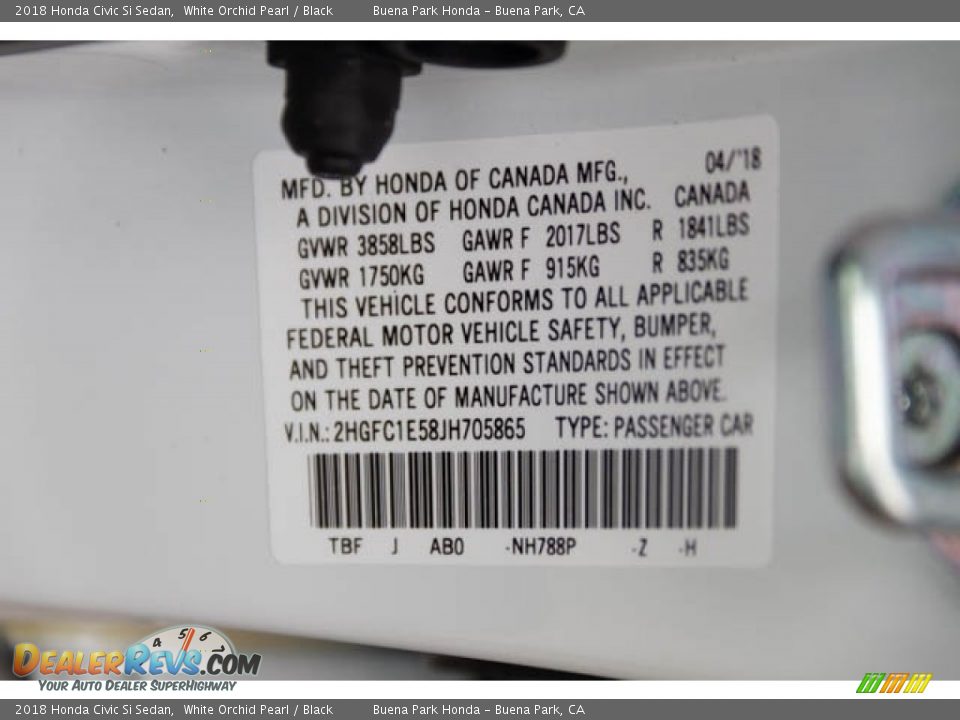 2018 Honda Civic Si Sedan, White Orchid Pearl / Black Buena Park Honda - Buena Park, CA
04/'18
MFD. BY HONDA OF CANADA MFG.,
A DIVISION OF HONDA CANADA INC. CANADA
GVWR 3858LBS GAWR F 2017LBS R 1841LBS
GVWR 1750KG GAWR F 915KG R 835KG
THIS VEHICLE CONFORMS TO ALL APPLICABLE
FEDERAL MOTOR VEHICLE SAFETY, BUMPER,
AND THEFT PREVENTION STANDARDS IN EFFECT
ON THE DATE OF MANUFACTURE SHOWN ABOVE.
V.I.N.: 2HGFC1E58JH705865 TYPE: PASSENGER CAR
TBF J AB0 -NH788P -Z -H
4 5 6 7
DEALERREVS.COM
YOUR AUTO DEALER SUPERHIGHWAY
2018 Honda Civic Si Sedan, White Orchid Pearl / Black Buena Park Honda - Buena Park, CA